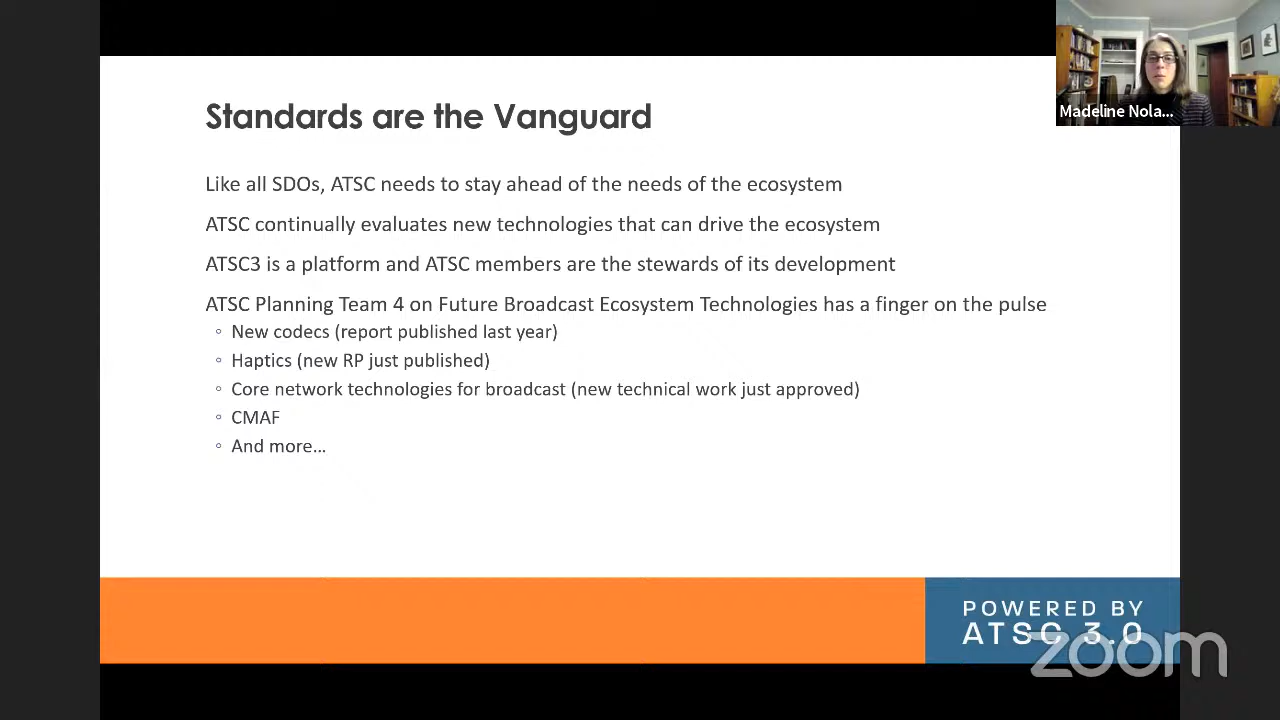 Standards are the Vanguard
Like all SDOs, ATSC needs to stay ahead of the needs of the ecosystem
ATSC continually evaluates new technologies that can drive the ecosystem
ATSC3 is a platform and ATSC members are the stewards of its development
ATSC Planning Team 4 on Future Broadcast Ecosystem Technologies has a finger on the pulse
◦ New codecs (report published last year)
◦ Haptics (new RP just published)
◦ Core network technologies for broadcast (new technical work just approved)
◦ CMAF
◦ And more…
Madeline Nola...
POWERED BY
ATSC 3.0
zoom